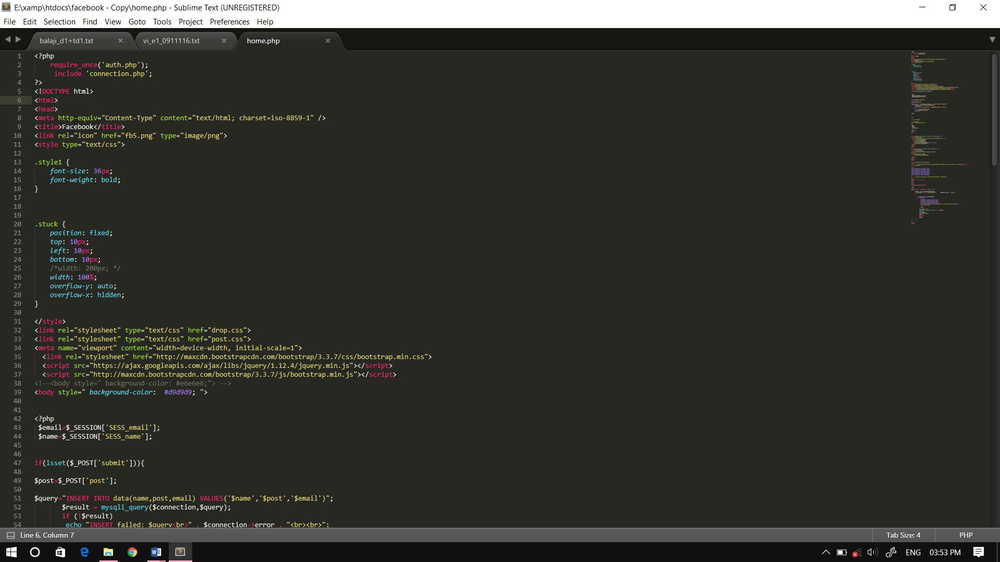 E:\xamp\htdocs\facebook - Copy\home.php - Sublime Text (UNREGISTERED)
File Edit Selection Find View Goto Tools Project Preferences Help
balaji_d1+td1.txt × vi_e1_0911116.txt × home.php ×
1 <?php
2     require_once('auth.php');
3      include 'connection.php';
4 ?>
5 <!DOCTYPE html>
6 <html>
7 <head>
8 <meta http-equiv="Content-Type" content="text/html; charset=iso-8859-1" />
9 <title>Facebook</title>
10 <link rel="icon" href="fb5.png" type="image/png">
11 <style type="text/css">
12
13 .style1 {
14     font-size: 36px;
15     font-weight: bold;
16 }
17
18
19
20 .stuck {
21     position: fixed;
22     top: 10px;
23     left: 10px;
24     bottom: 10px;
25     /*width: 200px; */
26     width: 100%;
27     overflow-y: auto;
28     overflow-x: hidden;
29 }
30
31 </style>
32 <link rel="stylesheet" type="text/css" href="drop.css">
33 <link rel="stylesheet" type="text/css" href="post.css">
34 <meta name="viewport" content="width=device-width, initial-scale=1">
35   <link rel="stylesheet" href="http://maxcdn.bootstrapcdn.com/bootstrap/3.3.7/css/bootstrap.min.css">
36   <script src="https://ajax.googleapis.com/ajax/libs/jquery/1.12.4/jquery.min.js"></script>
37   <script src="http://maxcdn.bootstrapcdn.com/bootstrap/3.3.7/js/bootstrap.min.js"></script>
38 <!--<body style=" background-color: #e6e6e6;"> -->
39 <body style=" background-color:  #d9d9d9; ">
40
41
42 <?php
43  $email=$_SESSION['SESS_email'];
44  $name=$_SESSION['SESS_name'];
45
46
47 if(isset($_POST['submit'])){
48
49 $post=$_POST['post'];
50
51 $query="INSERT INTO data(name,post,email) VALUES('$name','$post','$email')";
52        $result = mysqli_query($connection,$query);
53        if (!$result)
54         echo "INSERT failed: $query<br>" . $connection->error . "<br><br>";
Line 6, Column 7 Tab Size: 4 PHP
ENG 03:53 PM